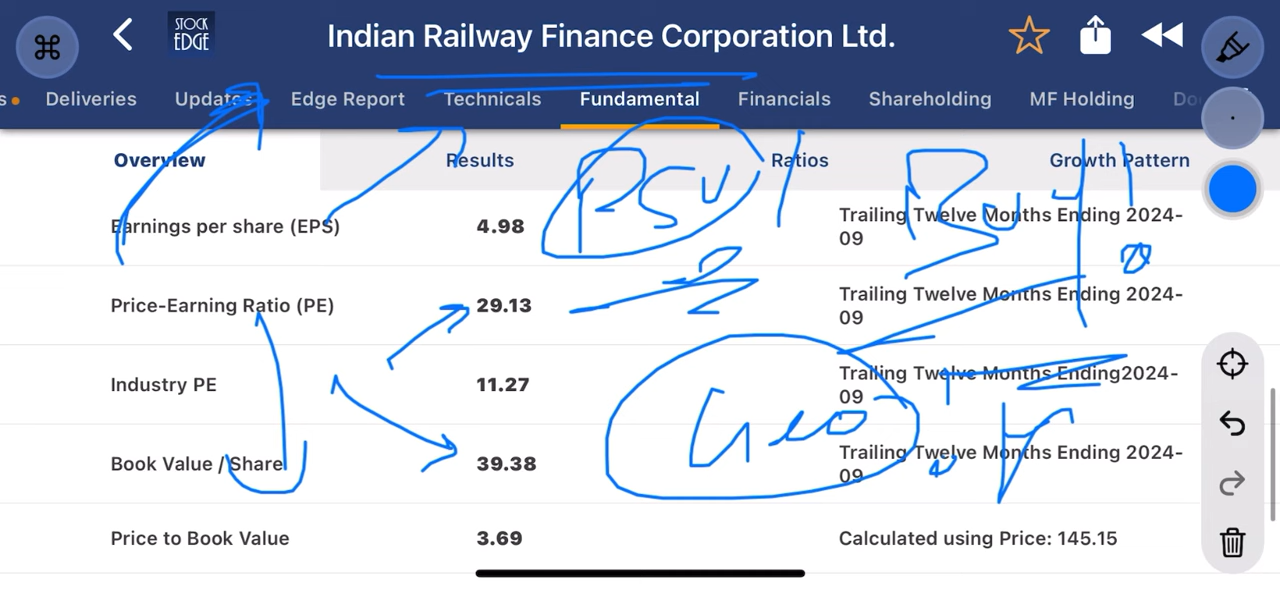 STOCK EDGE
Indian Railway Finance Corporation Ltd.
Deliveries Updates Edge Report Technicals Fundamental Financials Shareholding MF Holding
Overview Results Ratios Growth Pattern
Earnings per share (EPS) 4.98 Trailing Twelve Months Ending 2024-09
PSU
Price-Earning Ratio (PE) 29.13 Trailing Twelve Months Ending 2024-09
Industry PE 11.27 Trailing Twelve Months Ending 2024-09
Geo
Book Value / Share 39.38 Trailing Twelve Months Ending 2024-09
Price to Book Value 3.69 Calculated using Price: 145.15